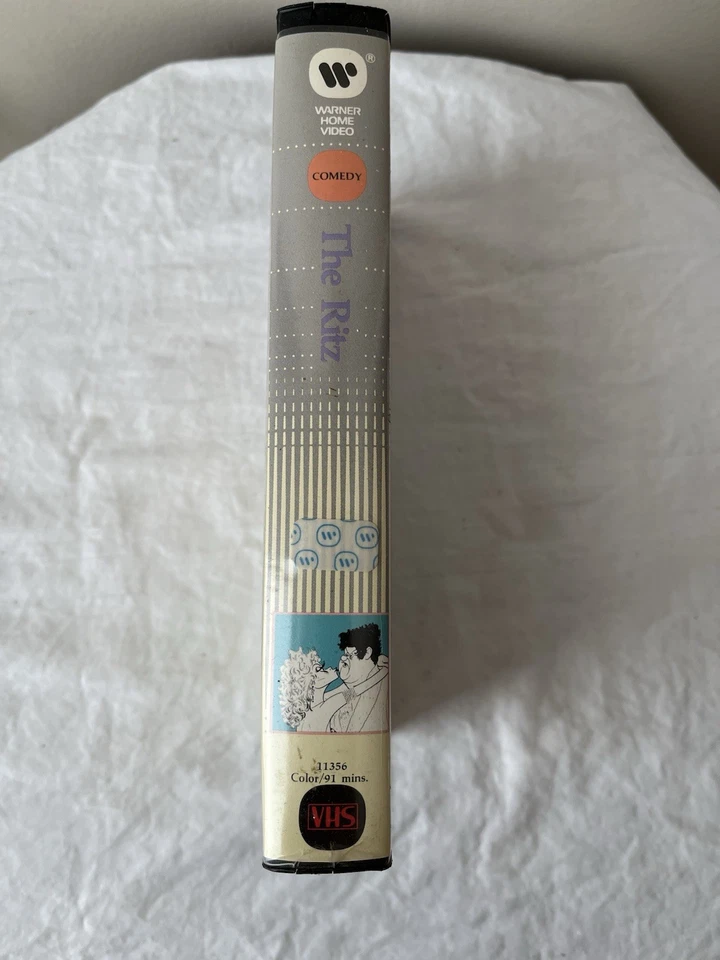 WARNER
HOME
VIDEO
®
COMEDY
The Ritz
11356
Color/91 mins.
VHS